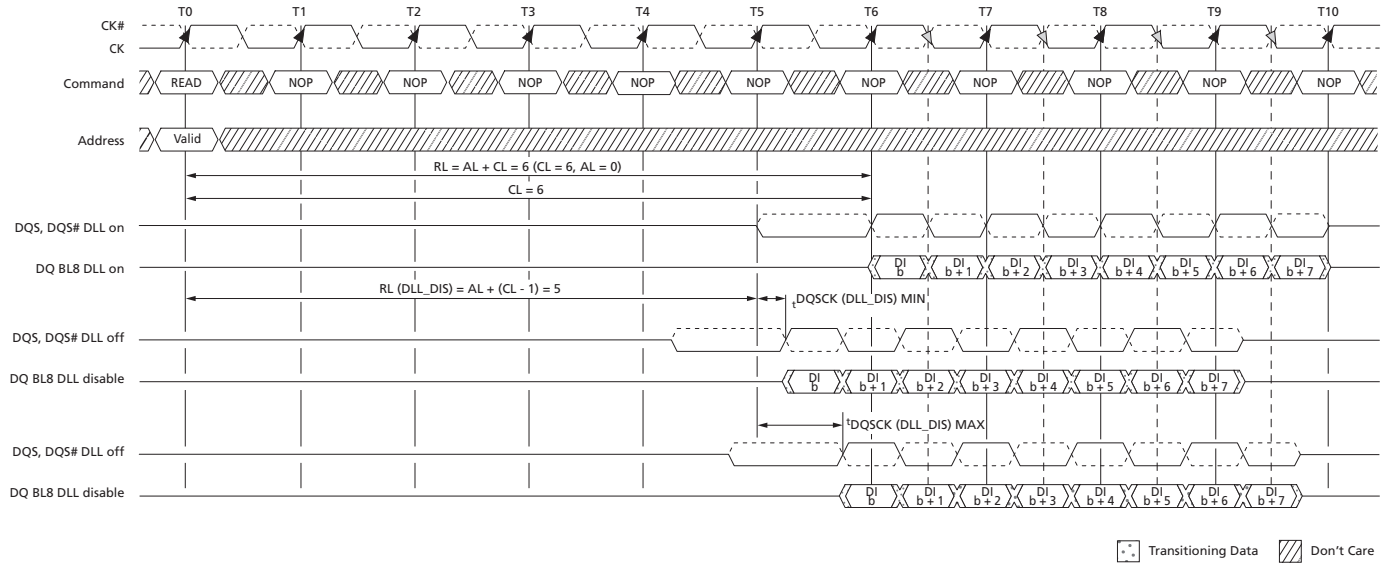 T0 T1 T2 T3 T4 T5 T6 T7 T8 T9 T10
CK#
CK
Command READ NOP NOP NOP NOP NOP NOP NOP NOP NOP NOP
Address Valid
RL = AL + CL = 6 (CL = 6, AL = 0)
CL = 6
DQS, DQS# DLL on
DQ BL8 DLL on DI b DI b + 1 DI b + 2 DI b + 3 DI b + 4 DI b + 5 DI b + 6 DI b + 7
RL (DLL_DIS) = AL + (CL - 1) = 5
tDQSCK (DLL_DIS) MIN
DQS, DQS# DLL off
DQ BL8 DLL disable DI b DI b + 1 DI b + 2 DI b + 3 DI b + 4 DI b + 5 DI b + 6 DI b + 7
tDQSCK (DLL_DIS) MAX
DQS, DQS# DLL off
DQ BL8 DLL disable DI b DI b + 1 DI b + 2 DI b + 3 DI b + 4 DI b + 5 DI b + 6 DI b + 7
Transitioning Data Don't Care